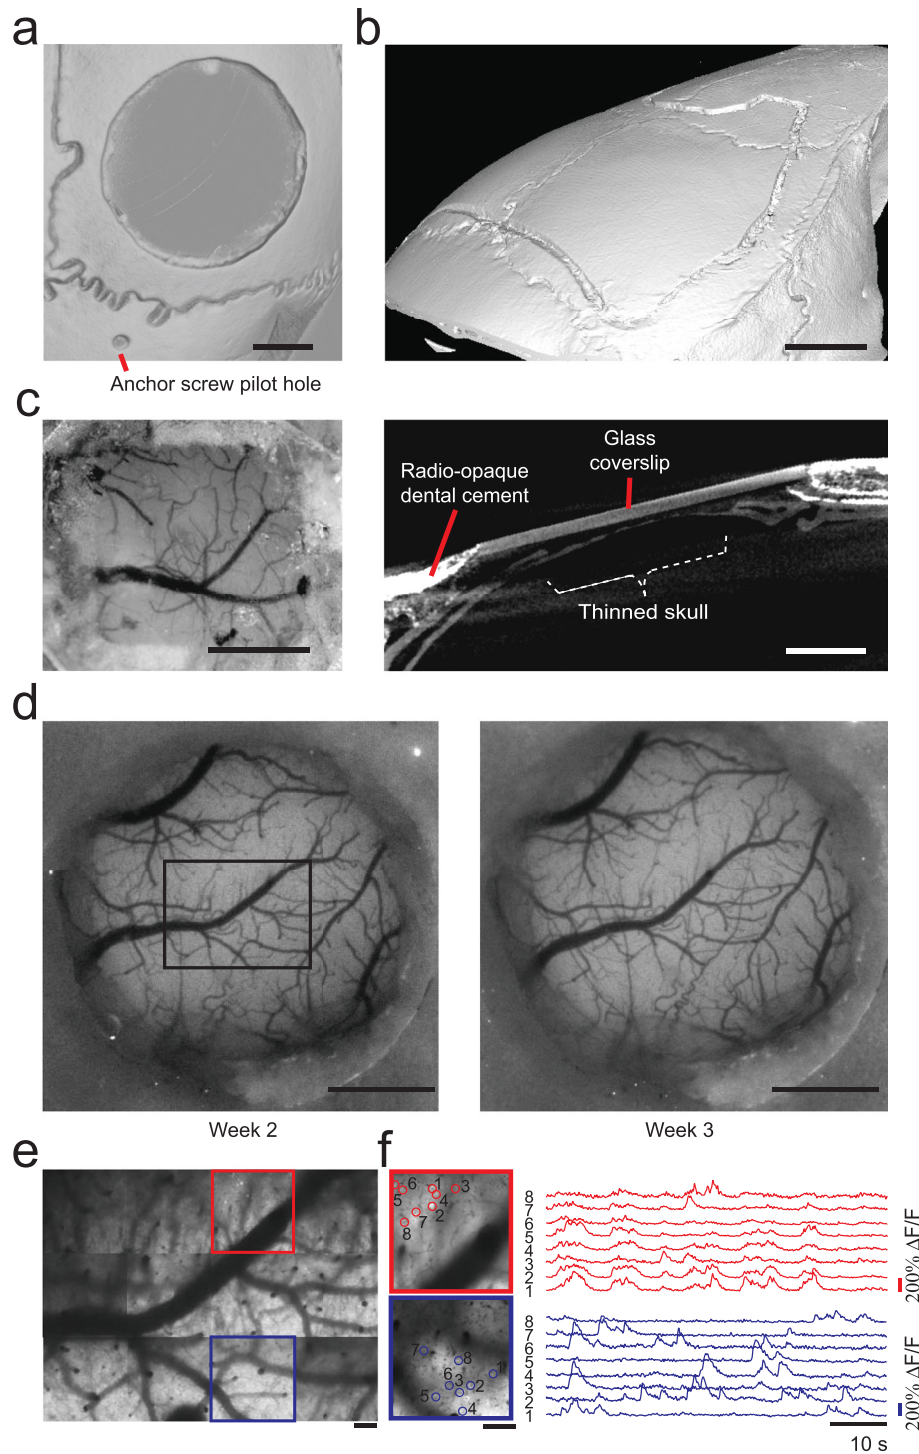 a
b
Anchor screw pilot hole
c
Radio-opaque
dental cement
Glass
coverslip
Thinned skull
d
Week 2
Week 3
e
f
1
6
3
5
4
2
7
8
8
7
6
5
4
3
2
1
200% ΔF/F
7
8
1
6
3
2
5
4
8
7
6
5
4
3
2
1
200% ΔF/F
10 s